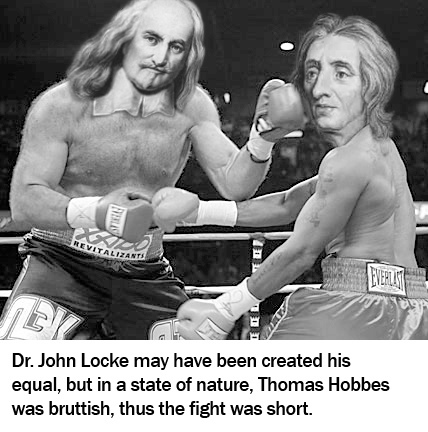 XALEO
REVITALIZANTE
EVERLAST
Dr. John Locke may have been created his
equal, but in a state of nature, Thomas Hobbes
was bruttish, thus the fight was short.